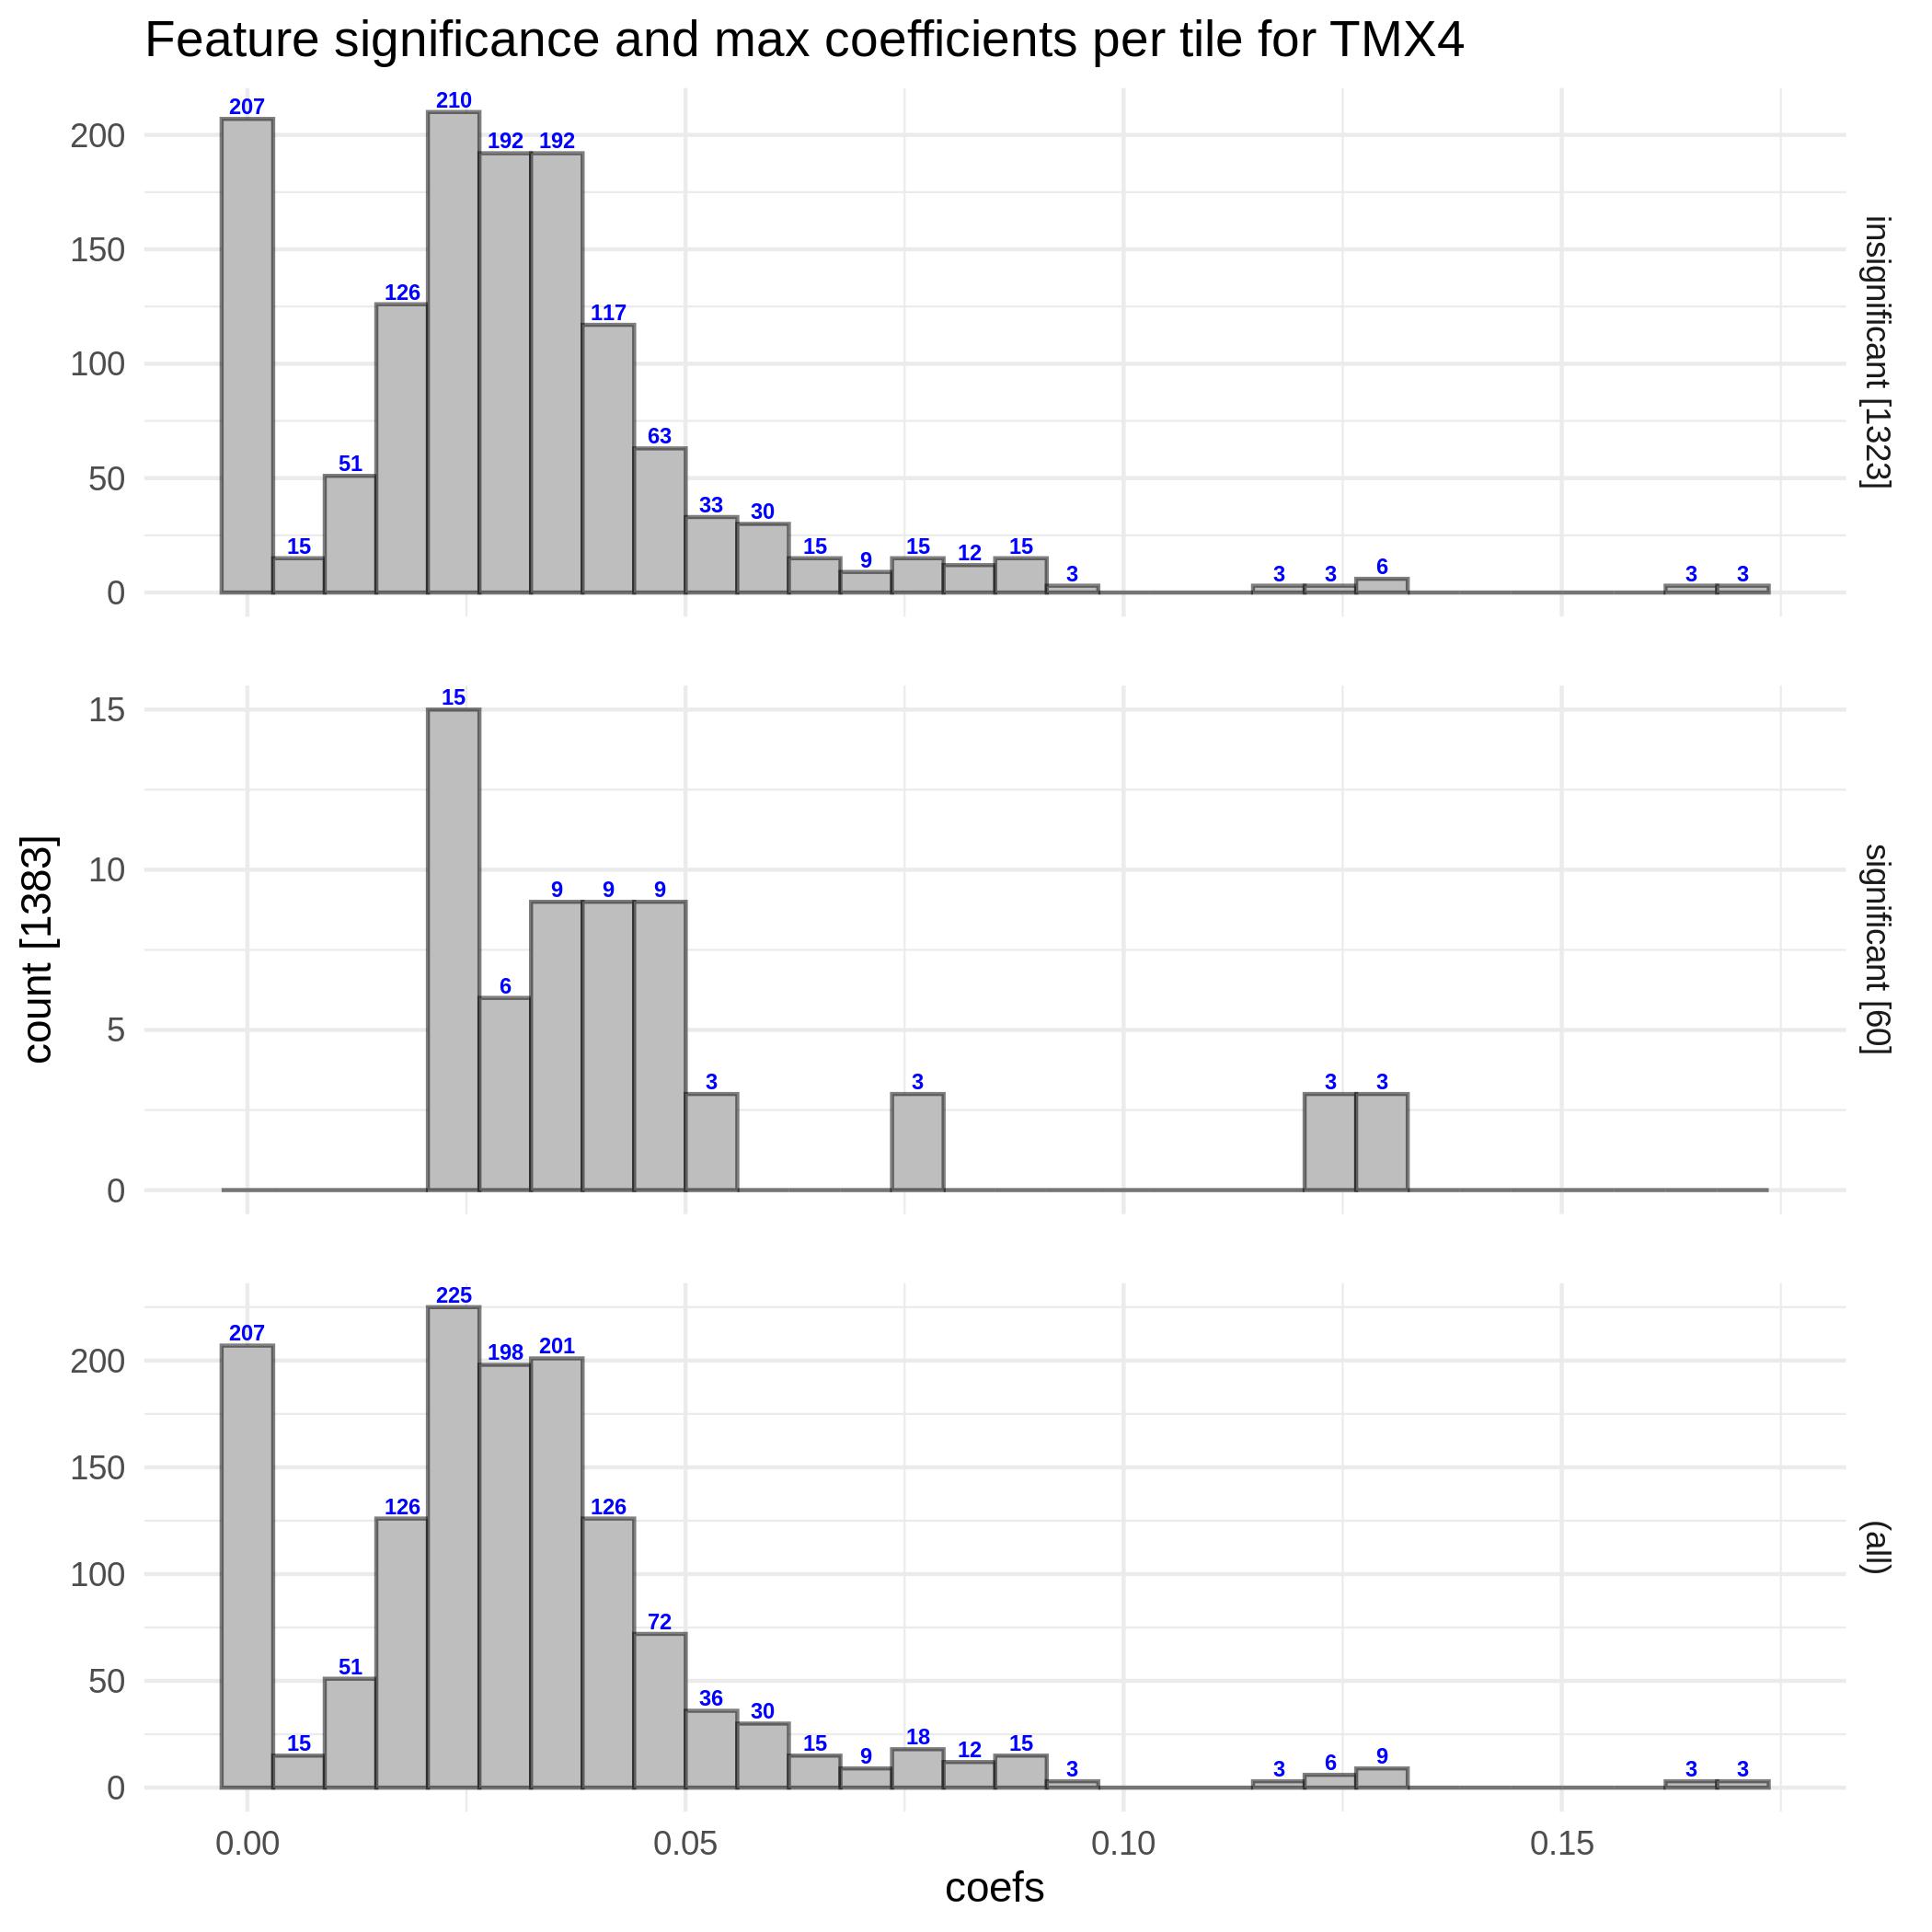 Feature significance and max coefficients per tile for TMX4
207 15 51 126 210 192 192 117 63 33 30 15 9 15 12 15 3 3 3 6 3 3
200
150
100
50
0
insignificant [1323]
15 6 9 9 9 3 3 3 3
15
10
5
0
significant [60]
count [1383]
207 15 51 126 225 198 201 126 72 36 30 15 9 18 12 15 3 3 6 9 3 3
200
150
100
50
0
(all)
0.00 0.05 0.10 0.15
coefs